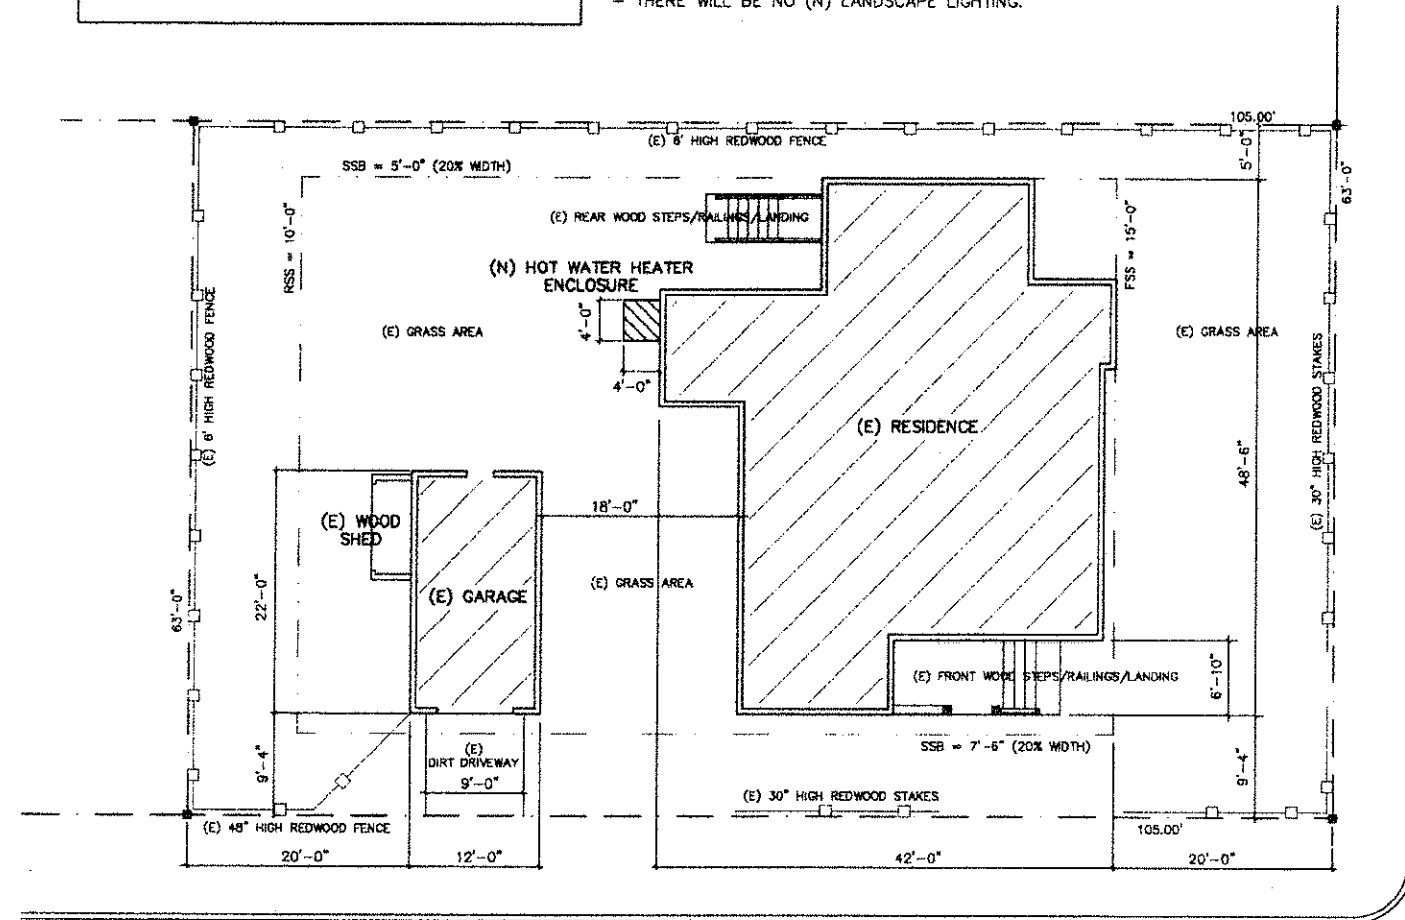 – THERE WILL BE NO (N) LANDSCAPE LIGHTING.
105.00'
(E) 6' HIGH REDWOOD FENCE
5'-0"
63'-0"
SSB = 5'-0" (20% WIDTH)
RSS = 10'-0"
(E) REAR WOOD STEPS/RAILINGS/LANDING
FSS = 15'-0"
(N) HOT WATER HEATER
ENCLOSURE
4'-0"
4'-0"
(E) GRASS AREA
(E) GRASS AREA
(E) 6' HIGH REDWOOD FENCE
(E) 30" HIGH REDWOOD STAKES
(E) RESIDENCE
48'-6"
18'-0"
(E) WOOD
SHED
(E) GARAGE
(E) GRASS AREA
22'-0"
63'-0"
(E) FRONT WOOD STEPS/RAILINGS/LANDING
6'-10"
SSB = 7'-6" (20% WIDTH)
9'-4"
(E)
DIRT DRIVEWAY
9'-0"
9'-4"
(E) 30" HIGH REDWOOD STAKES
(E) 48" HIGH REDWOOD FENCE
105.00'
20'-0"
12'-0"
42'-0"
20'-0"